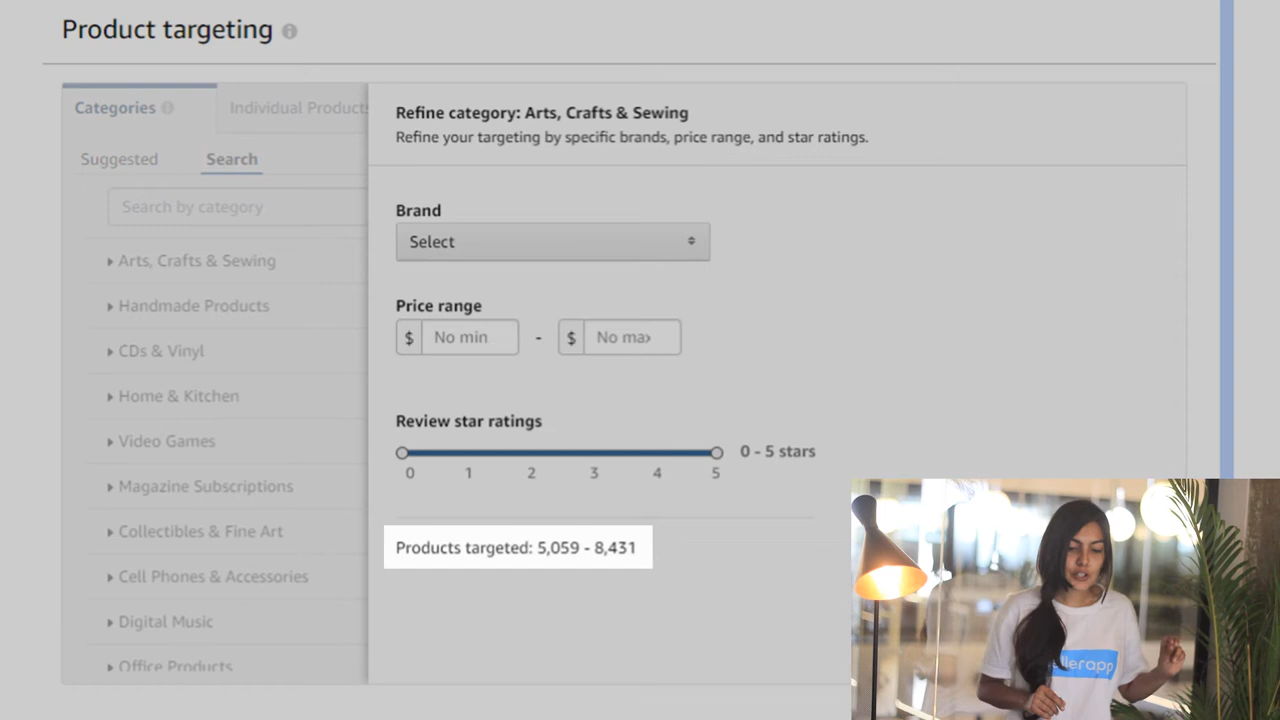 Product targeting
Categories
Individual Products
Suggested
Search
Search by category
Arts, Crafts & Sewing
Handmade Products
CDs & Vinyl
Home & Kitchen
Video Games
Magazine Subscriptions
Collectibles & Fine Art
Cell Phones & Accessories
Digital Music
Office Products
Refine category: Arts, Crafts & Sewing
Refine your targeting by specific brands, price range, and star ratings.
Brand
Select
Price range
$ No min - $ No max
Review star ratings
0 - 5 stars
0 1 2 3 4 5
Products targeted: 5,059 - 8,431
llerapp